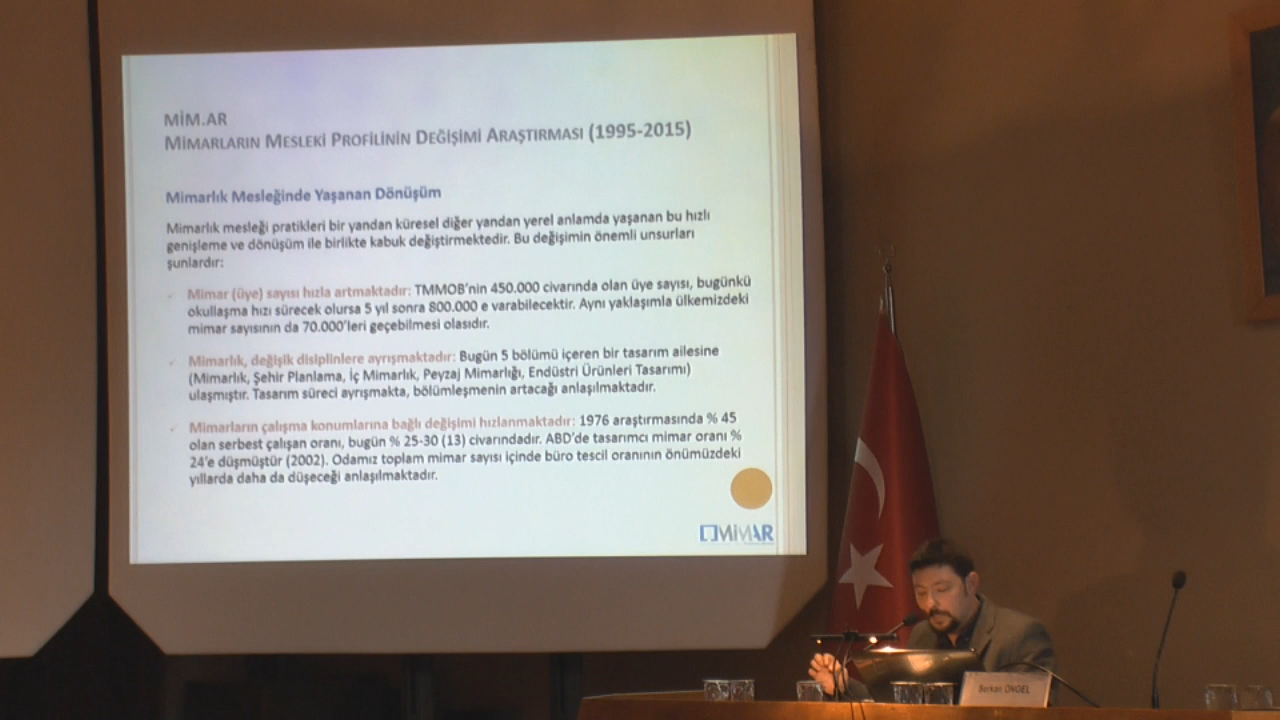 MİM.AR
MİMARLARIN MESLEKİ PROFİLİNİN DEĞİŞİMİ ARAŞTIRMASI (1995-2015)
Mimarlık Mesleğinde Yaşanan Dönüşüm
Mimarlık mesleği pratikleri bir yandan küresel diğer yandan yerel anlamda yaşanan bu hızlı
genişleme ve dönüşüm ile birlikte kabuk değiştirmektedir. Bu değişimin önemli unsurları
şunlardır:
Mimar (üye) sayısı hızla artmaktadır: TMMOB'nin 450.000 civarında olan üye sayısı, bugünkü
okullaşma hızı sürecek olursa 5 yıl sonra 800.000 e varabilecektir. Aynı yaklaşımla ülkemizdeki
mimar sayısının da 70.000'leri geçebilmesi olasıdır.
Mimarlık, değişik disiplinlere ayrışmaktadır: Bugün 5 bölümü içeren bir tasarım ailesine
(Mimarlık, Şehir Planlama, İç Mimarlık, Peyzaj Mimarlığı, Endüstri Ürünleri Tasarımı)
ulaşmıştır. Tasarım süreci ayrışmakta, bölümleşmenin artacağı anlaşılmaktadır.
Mimarların çalışma konumlarına bağlı değişimi hızlanmaktadır: 1976 araştırmasında % 45
olan serbest çalışan oranı, bugün % 25-30 (13) civarındadır. ABD'de tasarımcı mimar oranı %
24'e düşmüştür (2002). Odamız toplam mimar sayısı içinde büro tescil oranının önümüzdeki
yıllarda daha da düşeceği anlaşılmaktadır.
MİMAR
Serkan ÖNGEL